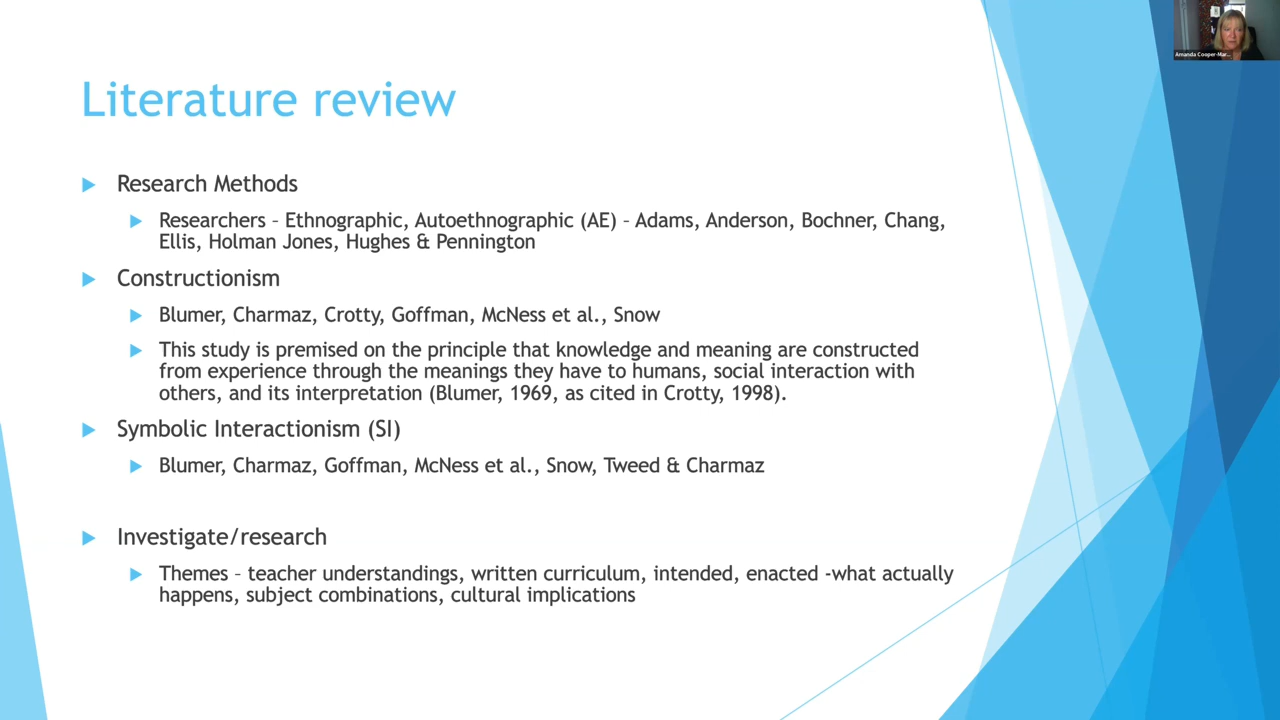 Amanda Cooper-Mar...
Literature review
Research Methods
Researchers – Ethnographic, Autoethnographic (AE) – Adams, Anderson, Bochner, Chang,
Ellis, Holman Jones, Hughes & Pennington
Constructionism
Blumer, Charmaz, Crotty, Goffman, McNess et al., Snow
This study is premised on the principle that knowledge and meaning are constructed
from experience through the meanings they have to humans, social interaction with
others, and its interpretation (Blumer, 1969, as cited in Crotty, 1998).
Symbolic Interactionism (SI)
Blumer, Charmaz, Goffman, McNess et al., Snow, Tweed & Charmaz
Investigate/research
Themes – teacher understandings, written curriculum, intended, enacted -what actually
happens, subject combinations, cultural implications